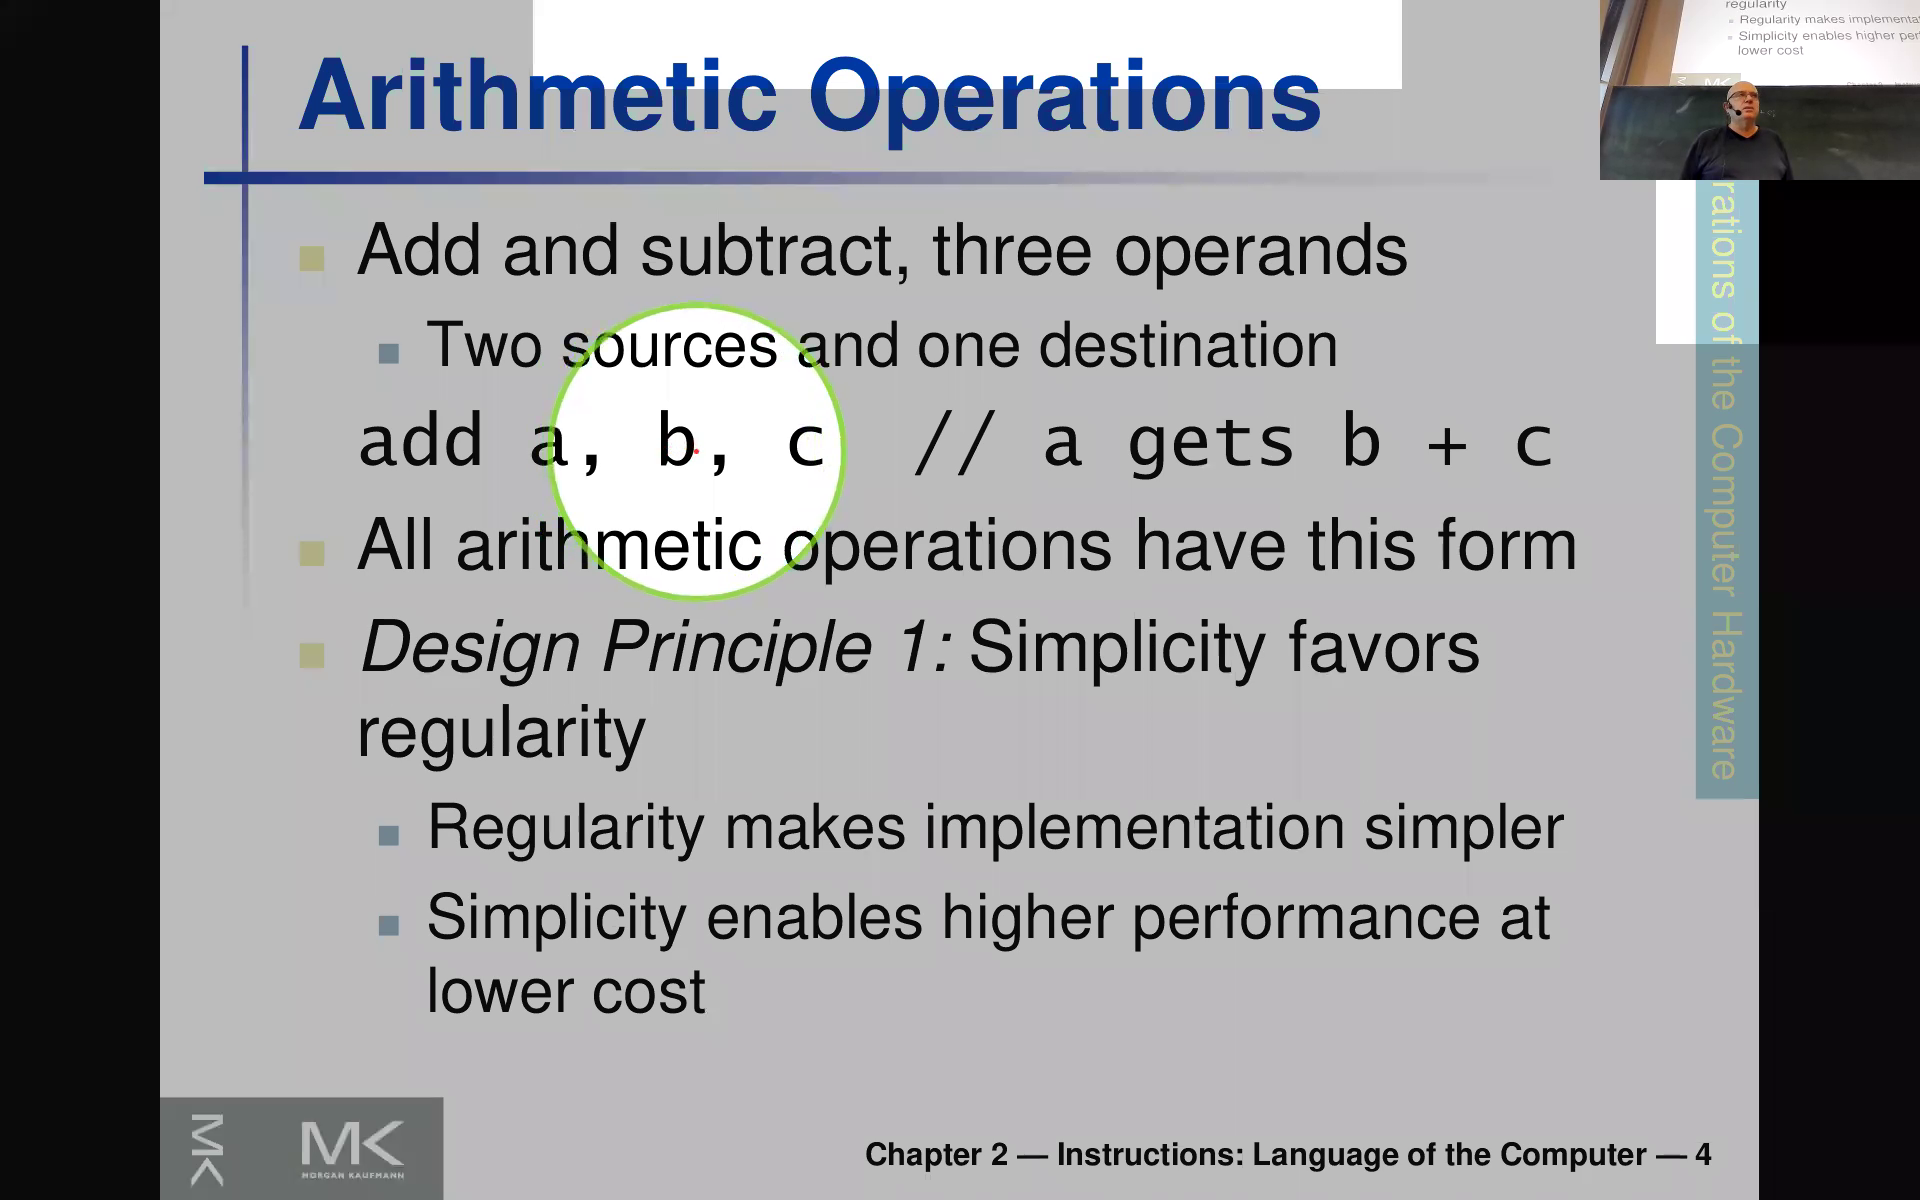 Arithmetic Operations
Add and subtract, three operands
Two sources and one destination
add a, b, c // a gets b + c
All arithmetic operations have this form
Design Principle 1: Simplicity favors
regularity
Regularity makes implementation simpler
Simplicity enables higher performance at
lower cost
MK
MK
MORGAN KAUFMANN
Chapter 2 — Instructions: Language of the Computer — 4
rations of the Computer Hardware
regularity
Regularity makes implementa
Simplicity enables higher per
lower cost
MK